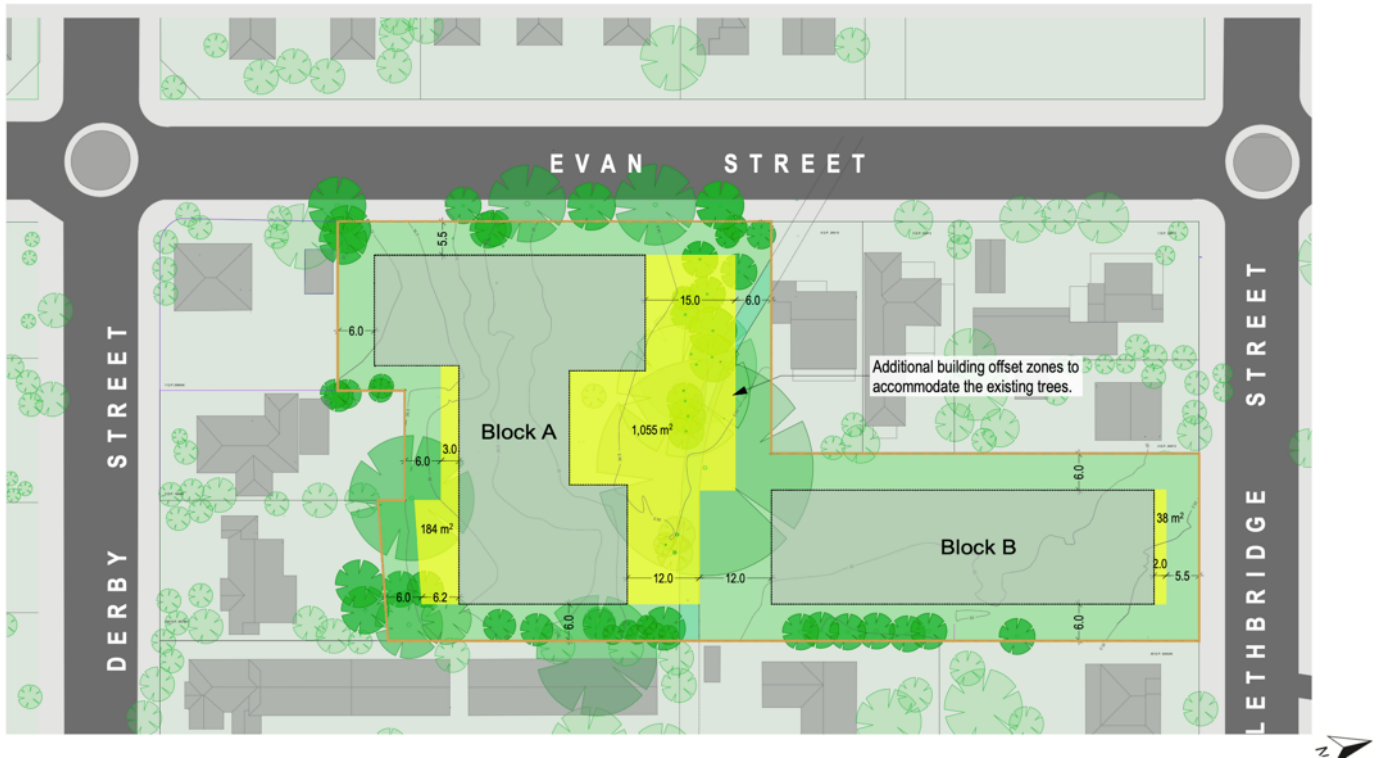 EVAN STREET
5.5
15.0
6.0
6.0
Additional building offset zones to
accommodate the existing trees.
DERBY STREET
LETHBRIDGE STREET
Block A
1,055 m²
3.0
6.0
6.0
184 m²
38 m²
Block B
2.0
5.5
12.0
12.0
6.0
6.2
6.0
6.0
N